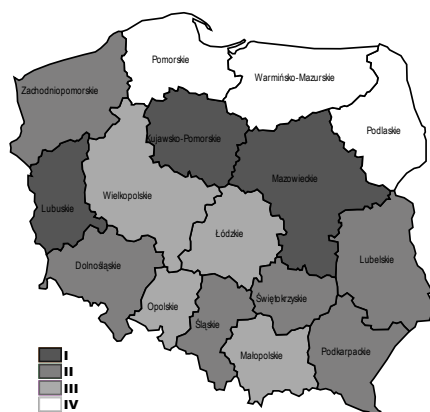 Pomorskie
Warmińsko-Mazurskie
Zachodniopomorskie
Podlaskie
Kujawsko-Pomorskie
Mazowieckie
Wielkopolskie
Lubuskie
Łódzkie
Lubelskie
Dolnośląskie
Świętokrzyskie
Opolskie
Śląskie
Podkarpackie
Małopolskie
I
II
III
IV